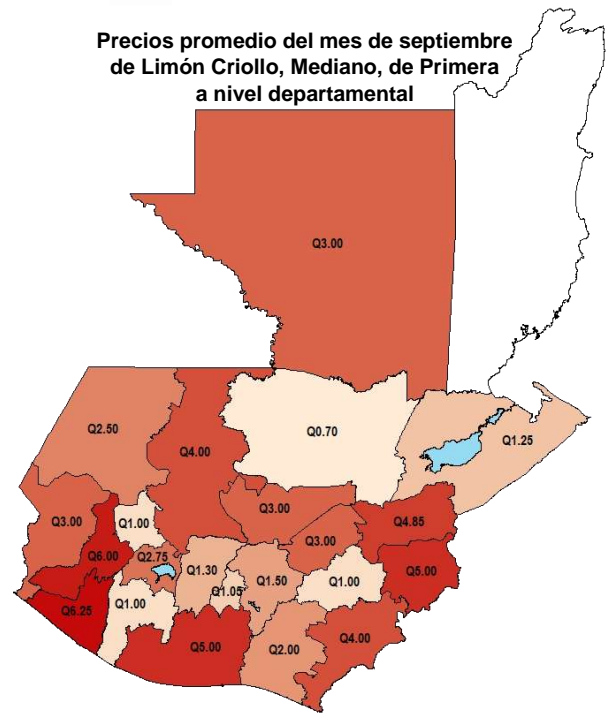 Precios promedio del mes de septiembre
de Limón Criollo, Mediano, de Primera
a nivel departamental
Q3.00
Q2.50
Q4.00
Q0.70
Q1.25
Q3.00
Q1.00
Q3.00
Q4.85
Q3.00
Q6.00
Q2.75
Q1.30
Q1.50
Q1.00
Q5.00
Q1.05
Q6.25
Q1.00
Q5.00
Q2.00
Q4.00